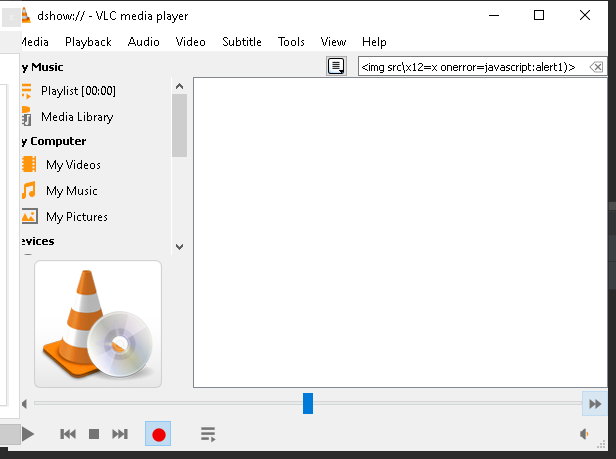 dshow:// - VLC media player
Media Playback Audio Video Subtitle Tools View Help
y Music
<img src\x12=x onerror=javascript:alert1)>
Playlist [00:00]
Media Library
y Computer
My Videos
My Music
My Pictures
evices